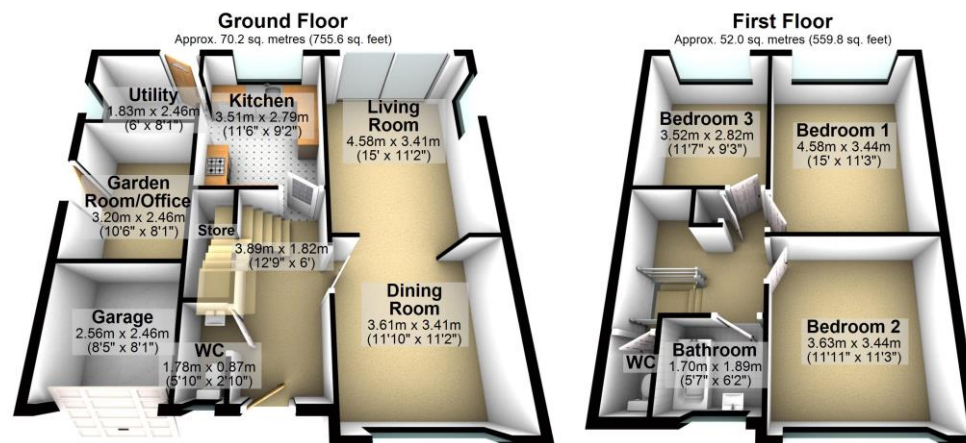 Ground Floor
Approx. 70.2 sq. metres (755.6 sq. feet)
Utility
1.83m x 2.46m
(6' x 8'1")
Kitchen
3.51m x 2.79m
(11'6" x 9'2")
Living
Room
4.58m x 3.41m
(15' x 11'2")
Garden
Room/Office
3.20m x 2.46m
(10'6" x 8'1")
Store
3.89m x 1.82m
(12'9" x 6')
Garage
2.56m x 2.46m
(8'5" x 8'1")
WC
1.78m x 0.87m
(5'10" x 2'10")
Dining
Room
3.61m x 3.41m
(11'10" x 11'2")
First Floor
Approx. 52.0 sq. metres (559.8 sq. feet)
Bedroom 3
3.52m x 2.82m
(11'7" x 9'3")
Bedroom 1
4.58m x 3.44m
(15' x 11'3")
WC
Bathroom
1.70m x 1.89m
(5'7" x 6'2")
Bedroom 2
3.63m x 3.44m
(11'11" x 11'3")